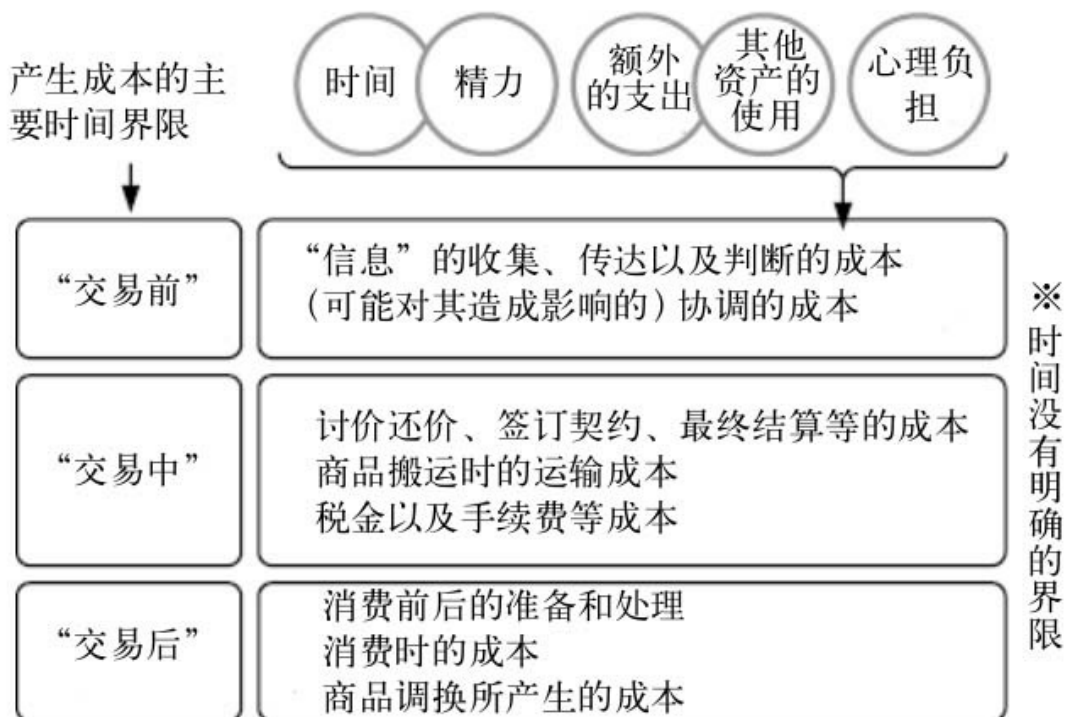 产生成本的主
要时间界限
时间
精力
额外
的支出
其他
资产的
使用
心理负
担
“交易前”
“信息”的收集、传达以及判断的成本
(可能对其造成影响的)协调的成本
“交易中”
讨价还价、签订契约、最终结算等的成本
商品搬运时的运输成本
税金以及手续费等成本
“交易后”
消费前后的准备和处理
消费时的成本
商品调换所产生的成本
※时间没有明确的界限